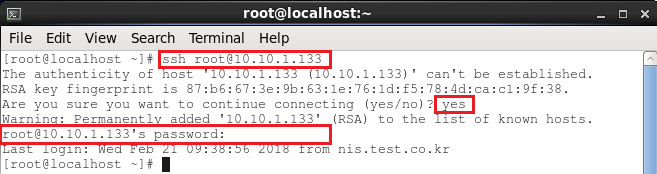 root@localhost:~
File Edit View Search Terminal Help
[root@localhost ~]# ssh root@10.10.1.133
The authenticity of host '10.10.1.133 (10.10.1.133)' can't be established.
RSA key fingerprint is 87:b6:67:3e:9b:63:1e:76:1d:f5:78:4d:ca:c1:9f:38.
Are you sure you want to continue connecting (yes/no)? yes
Warning: Permanently added '10.10.1.133' (RSA) to the list of known hosts.
root@10.10.1.133's password:
Last login: Wed Feb 21 09:38:56 2018 from nis.test.co.kr
[root@localhost ~]#